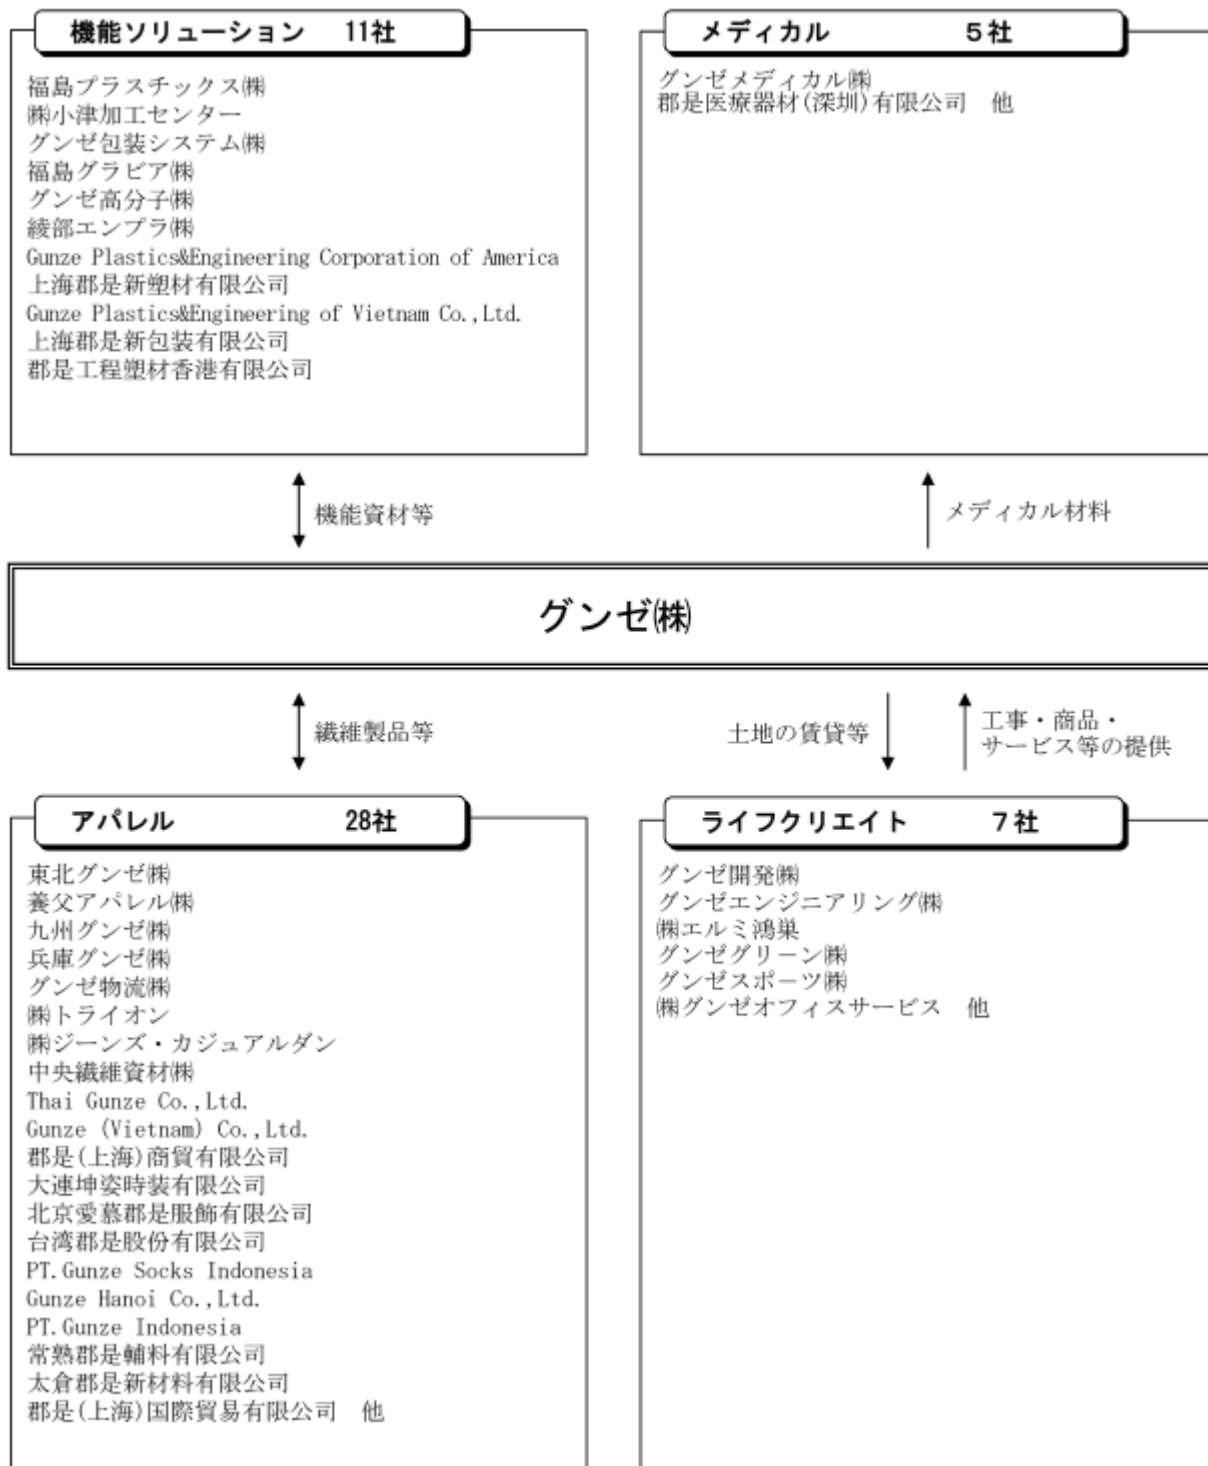 機能ソリューション 11社
福島プラスチックス㈱
㈱小津加工センター
グンゼ包装システム㈱
福島グラビア㈱
グンゼ高分子㈱
綾部エンプラ㈱
Gunze Plastics&Engineering Corporation of America
上海郡是新塑材有限公司
Gunze Plastics&Engineering of Vietnam Co.,Ltd.
上海郡是新包装有限公司
郡是工程塑材香港有限公司
メディカル 5社
グンゼメディカル㈱
郡是医療器材(深圳)有限公司 他
機能資材等
メディカル材料
グンゼ㈱
繊維製品等
土地の賃貸等
工事・商品・
サービス等の提供
アパレル 28社
東北グンゼ㈱
養父アパレル㈱
九州グンゼ㈱
兵庫グンゼ㈱
グンゼ物流㈱
㈱トライオン
㈱ジーンズ・カジュアルダン
中央繊維資材㈱
Thai Gunze Co.,Ltd.
Gunze (Vietnam) Co.,Ltd.
郡是(上海)商貿有限公司
大連坤姿時装有限公司
北京愛慕郡是服飾有限公司
台湾郡是股份有限公司
PT.Gunze Socks Indonesia
Gunze Hanoi Co.,Ltd.
PT.Gunze Indonesia
常熟郡是輔料有限公司
太倉郡是新材料有限公司
郡是(上海)国際貿易有限公司 他
ライフクリエイト 7社
グンゼ開発㈱
グンゼエンジニアリング㈱
㈱エルミ鴻巣
グンゼグリーン㈱
グンゼスポーツ㈱
㈱グンゼオフィスサービス 他